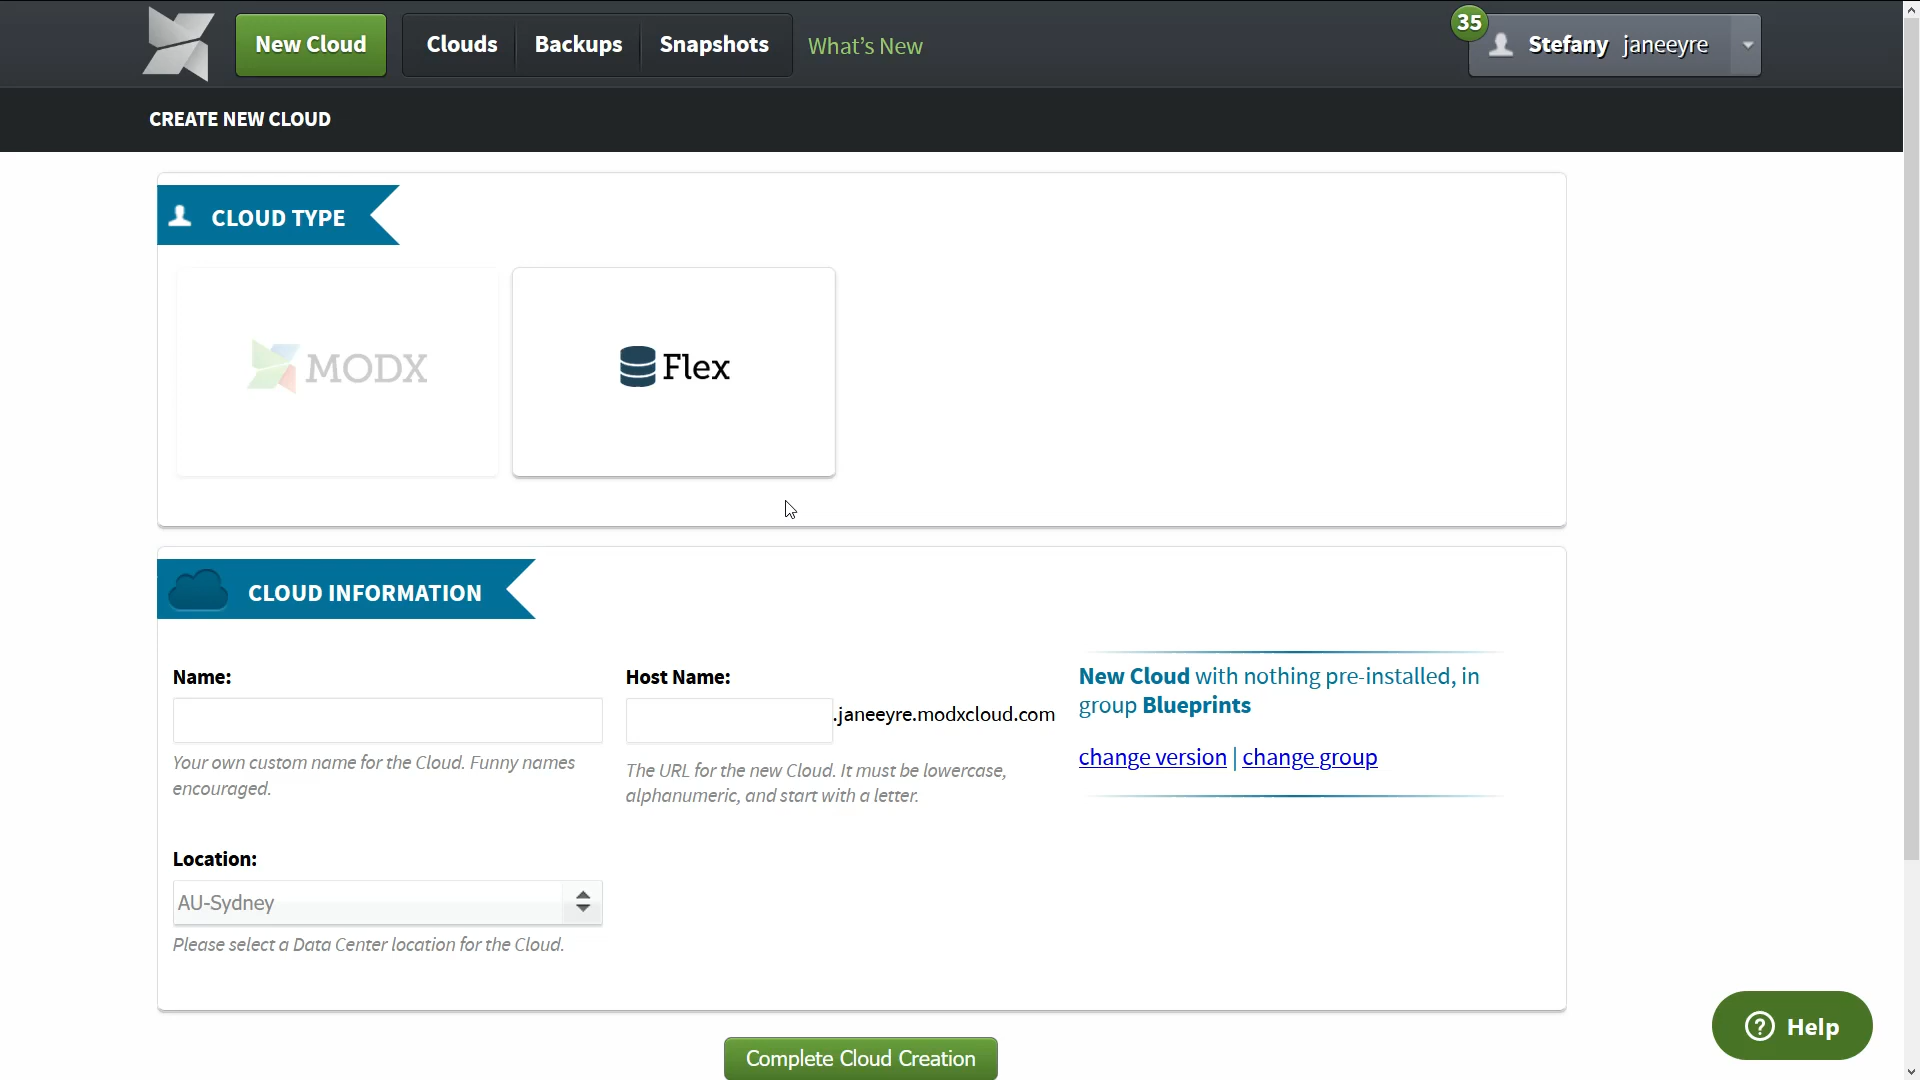 New Cloud
Clouds
Backups
Snapshots
What's New
35
Stefany janeeyre
CREATE NEW CLOUD
CLOUD TYPE
MODX
Flex
CLOUD INFORMATION
Name:
Your own custom name for the Cloud. Funny names
encouraged.
Host Name:
.janeeyre.modxcloud.com
The URL for the new Cloud. It must be lowercase,
alphanumeric, and start with a letter.
New Cloud with nothing pre-installed, in
group Blueprints
change version | change group
Location:
AU-Sydney
Please select a Data Center location for the Cloud.
Complete Cloud Creation
Help